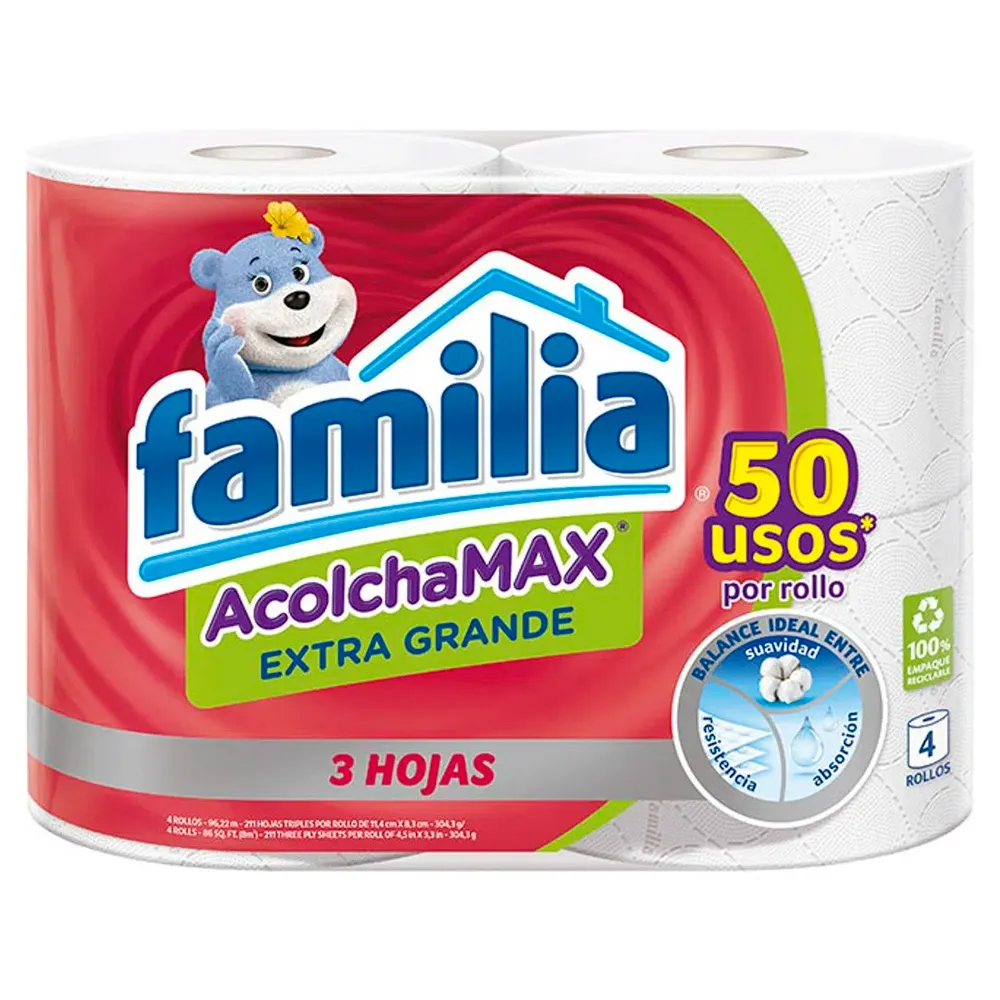 familia®
AcolchaMAX®
EXTRA GRANDE
50
usos*
por rollo
BALANCE IDEAL ENTRE
suavidad
resistencia
absorción
100%
EMPAQUE
RECICLABLE
4
ROLLOS
3 HOJAS
4 ROLLOS - 96,22 m - 211 HOJAS TRIPLES POR ROLLO DE 11,4 cm X 8,3 cm - 304,3 g/
4 ROLLS - 86 SQ. FT. (8m²) - 211 THREE PLY SHEETS PER ROLL OF 4,5 in X 3,3 in - 304,3 g
familia
familia